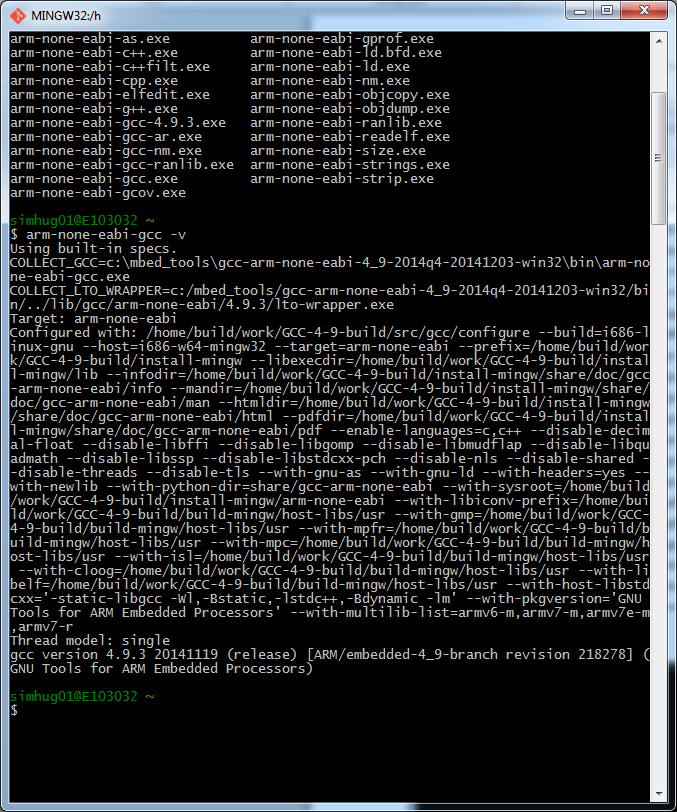 MINGW32:/h
arm-none-eabi-as.exe          arm-none-eabi-gprof.exe
arm-none-eabi-c++.exe         arm-none-eabi-ld.bfd.exe
arm-none-eabi-c++filt.exe     arm-none-eabi-ld.exe
arm-none-eabi-cpp.exe         arm-none-eabi-nm.exe
arm-none-eabi-elfedit.exe     arm-none-eabi-objcopy.exe
arm-none-eabi-g++.exe         arm-none-eabi-objdump.exe
arm-none-eabi-gcc-4.9.3.exe   arm-none-eabi-ranlib.exe
arm-none-eabi-gcc-ar.exe      arm-none-eabi-readelf.exe
arm-none-eabi-gcc-nm.exe      arm-none-eabi-size.exe
arm-none-eabi-gcc-ranlib.exe  arm-none-eabi-strings.exe
arm-none-eabi-gcc.exe         arm-none-eabi-strip.exe
arm-none-eabi-gcov.exe
simhug01@E103032 ~
$ arm-none-eabi-gcc -v
Using built-in specs.
COLLECT_GCC=c:\mbed_tools\gcc-arm-none-eabi-4_9-2014q4-20141203-win32\bin\arm-no
ne-eabi-gcc.exe
COLLECT_LTO_WRAPPER=c:/mbed_tools/gcc-arm-none-eabi-4_9-2014q4-20141203-win32/bi
n/../lib/gcc/arm-none-eabi/4.9.3/lto-wrapper.exe
Target: arm-none-eabi
Configured with: /home/build/work/GCC-4-9-build/src/gcc/configure --build=i686-l
inux-gnu --host=i686-w64-mingw32 --target=arm-none-eabi --prefix=/home/build/wor
k/GCC-4-9-build/install-mingw --libexecdir=/home/build/work/GCC-4-9-build/instal
l-mingw/lib --infodir=/home/build/work/GCC-4-9-build/install-mingw/share/doc/gcc
-arm-none-eabi/info --mandir=/home/build/work/GCC-4-9-build/install-mingw/share/
doc/gcc-arm-none-eabi/man --htmldir=/home/build/work/GCC-4-9-build/install-mingw
/share/doc/gcc-arm-none-eabi/html --pdfdir=/home/build/work/GCC-4-9-build/instal
l-mingw/share/doc/gcc-arm-none-eabi/pdf --enable-languages=c,c++ --disable-decim
al-float --disable-libffi --disable-libgomp --disable-libmudflap --disable-libqu
admath --disable-libssp --disable-libstdcxx-pch --disable-nls --disable-shared -
-disable-threads --disable-tls --with-gnu-as --with-gnu-ld --with-headers=yes --
with-newlib --with-python-dir=share/gcc-arm-none-eabi --with-sysroot=/home/build
/work/GCC-4-9-build/install-mingw/arm-none-eabi --with-libiconv-prefix=/home/bui
ld/work/GCC-4-9-build/build-mingw/host-libs/usr --with-gmp=/home/build/work/GCC-
4-9-build/build-mingw/host-libs/usr --with-mpfr=/home/build/work/GCC-4-9-build/b
uild-mingw/host-libs/usr --with-mpc=/home/build/work/GCC-4-9-build/build-mingw/h
ost-libs/usr --with-isl=/home/build/work/GCC-4-9-build/build-mingw/host-libs/usr
 --with-cloog=/home/build/work/GCC-4-9-build/build-mingw/host-libs/usr --with-li
belf=/home/build/work/GCC-4-9-build/build-mingw/host-libs/usr --with-host-libstd
cxx='-static-libgcc -Wl,-Bstatic,-lstdc++,-Bdynamic -lm' --with-pkgversion='GNU 
Tools for ARM Embedded Processors' --with-multilib-list=armv6-m,armv7-m,armv7e-m
,armv7-r
Thread model: single
gcc version 4.9.3 20141119 (release) [ARM/embedded-4_9-branch revision 218278] (
GNU Tools for ARM Embedded Processors)
simhug01@E103032 ~
$